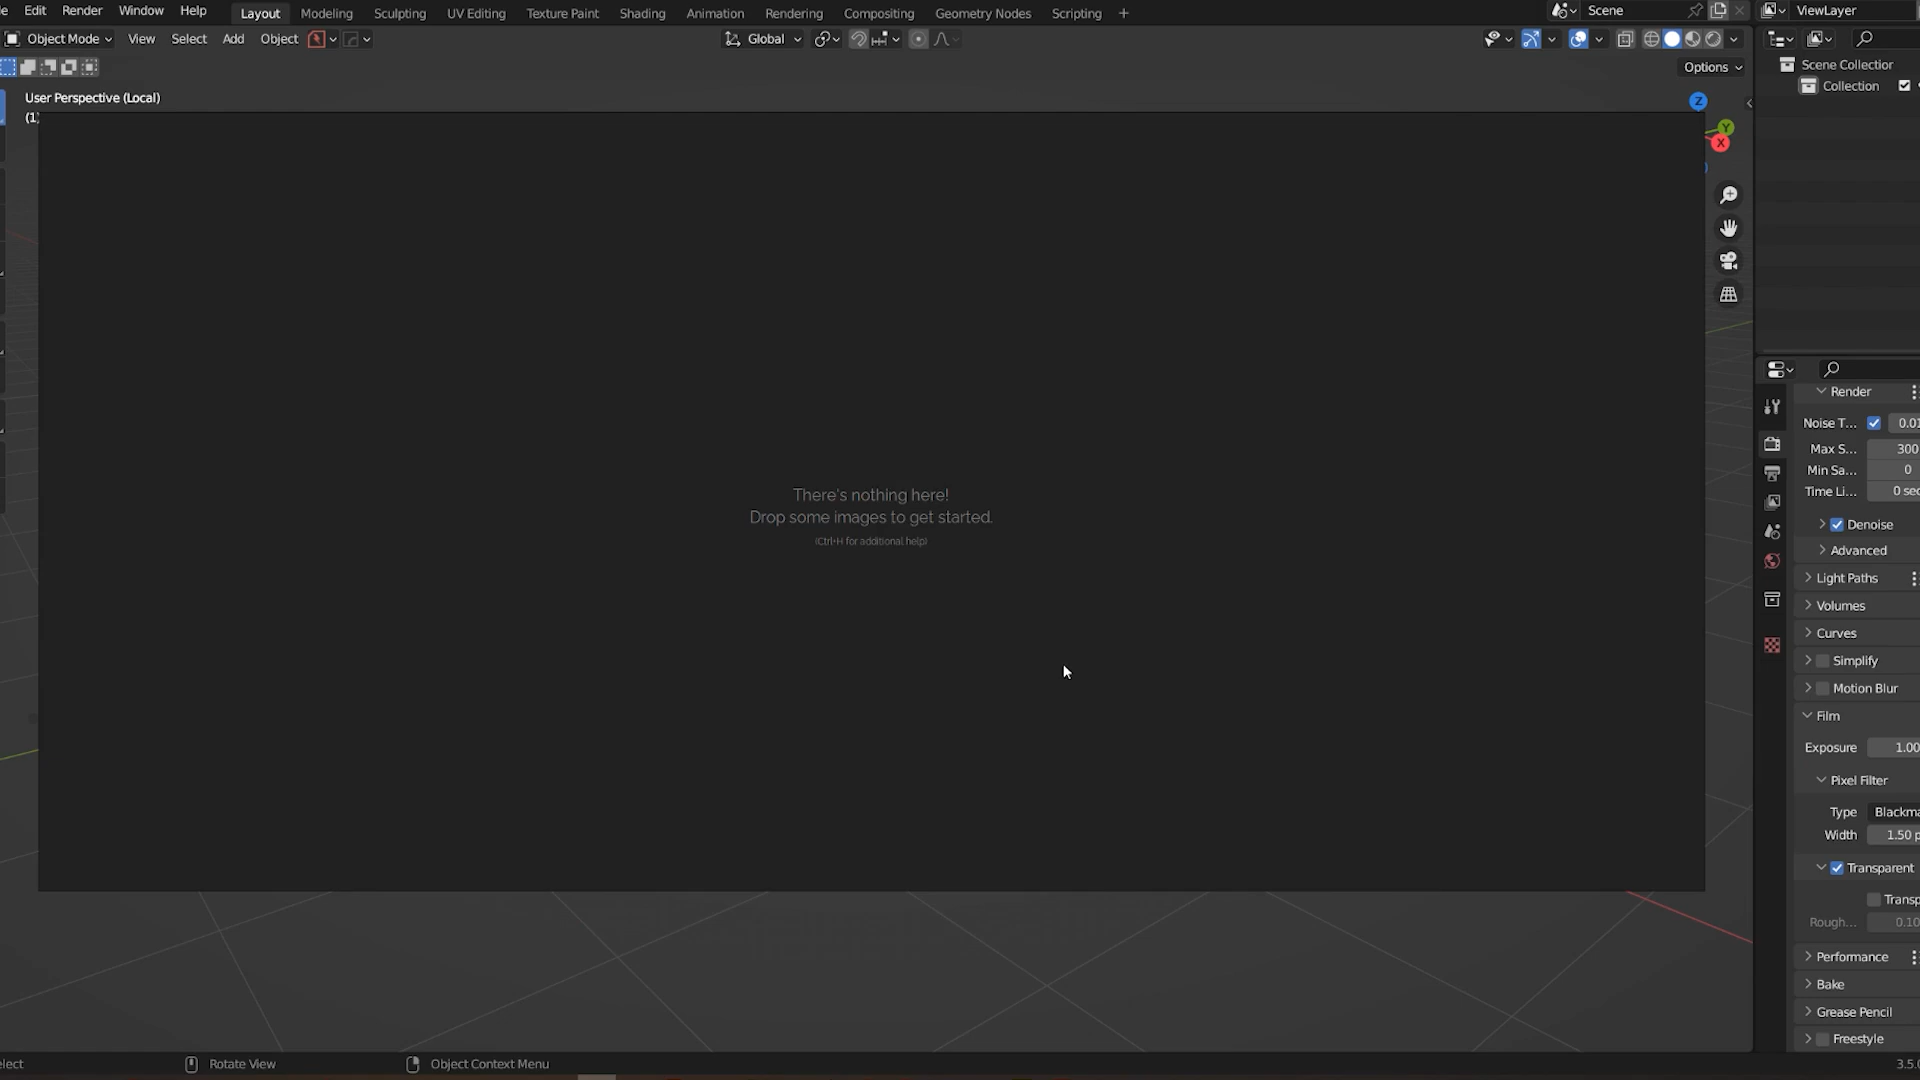 Edit Render Window Help Layout Modeling Sculpting UV Editing Texture Paint Shading Animation Rendering Compositing Geometry Nodes Scripting + Scene ViewLayer
Object Mode View Select Add Object Global
Options
Scene Collection
Collection
User Perspective (Local)
(1)
Z
Y
X
There's nothing here!
Drop some images to get started.
(Ctrl+H for additional help)
Render
Noise T... 0.01
Max S... 300
Min Sa... 0
Time Li... 0 sec
Denoise
Advanced
Light Paths
Volumes
Curves
Simplify
Motion Blur
Film
Exposure 1.00
Pixel Filter
Type Blackma
Width 1.50 p
Transparent
Transp
Rough... 0.10
Performance
Bake
Grease Pencil
Freestyle
elect Rotate View Object Context Menu 3.5.